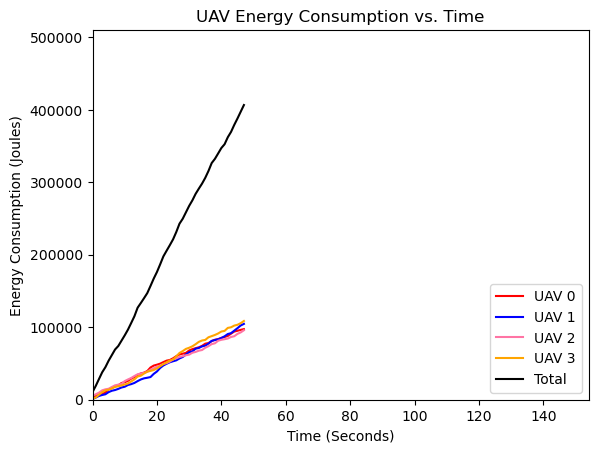 UAV Energy Consumption vs. Time
500000
400000
300000
200000
100000
0
Energy Consumption (Joules)
0 20 40 60 80 100 120 140
Time (Seconds)
UAV 0
UAV 1
UAV 2
UAV 3
Total